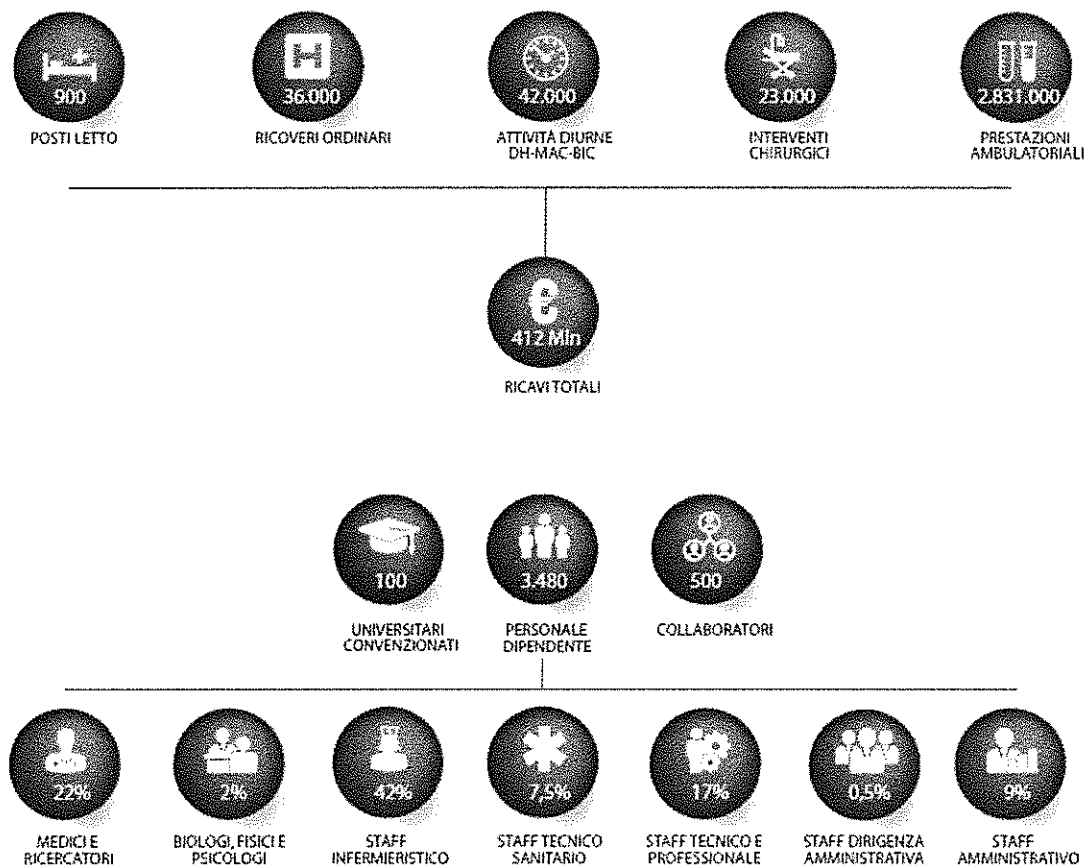 900
POSTI LETTO
36.000
RICOVERI ORDINARI
42.000
ATTIVITÀ DIURNE
DH-MAC-BIC
23.000
INTERVENTI
CHIRURGICI
2.831.000
PRESTAZIONI
AMBULATORIALI
€
412 Mln
RICAVI TOTALI
100
UNIVERSITARI
CONVENZIONATI
3.480
PERSONALE
DIPENDENTE
500
COLLABORATORI
22%
MEDICI E
RICERCATORI
2%
BIOLOGI, FISICI E
PSICOLOGI
42%
STAFF
INFERMIERISTICO
7,5%
STAFF TECNICO
SANITARIO
17%
STAFF TECNICO E
PROFESSIONALE
0,5%
STAFF DIRIGENZA
AMMINISTRATIVA
9%
STAFF
AMMINISTRATIVO